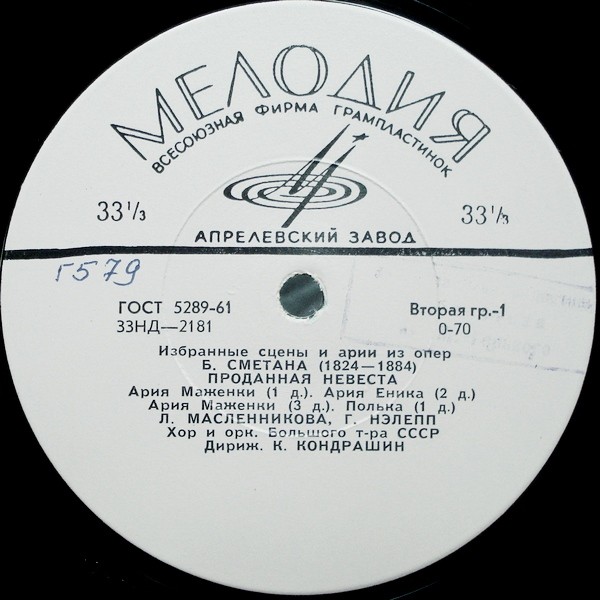 МЕЛОДИЯ
ВСЕСОЮЗНАЯ ФИРМА ГРАМПЛАСТИНОК
33⅓ 33⅓
АПРЕЛЕВСКИЙ ЗАВОД
Г579
ГОСТ 5289-61 Вторая гр.-1
33НД—2181 0-70
Избранные сцены и арии из опер
Б. СМЕТАНА (1824—1884)
ПРОДАННАЯ НЕВЕСТА
Ария Маженки (1 д.). Ария Еника (2 д.)
Ария Маженки (3 д.). Полька (1 д.)
Л. МАСЛЕННИКОВА, Г. НЭЛЕПП
Хор и орк. Большого т-ра СССР
Дириж. К. КОНДРАШИН